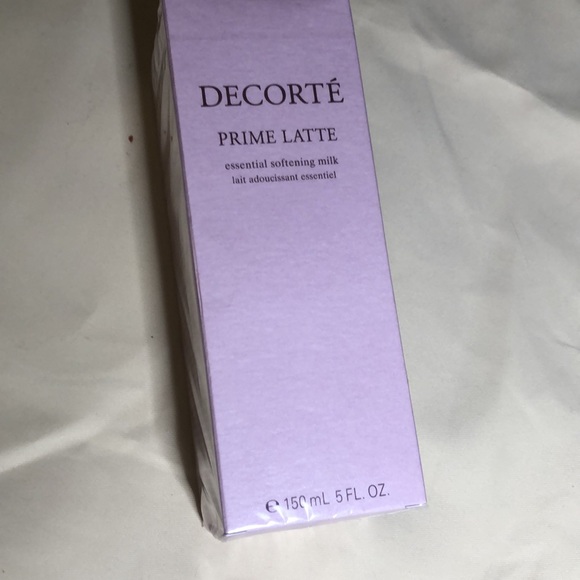 DECORTÉ
PRIME LATTE
essential softening milk
lait adoucissant essentiel
℮ 150 mL 5 FL. OZ.